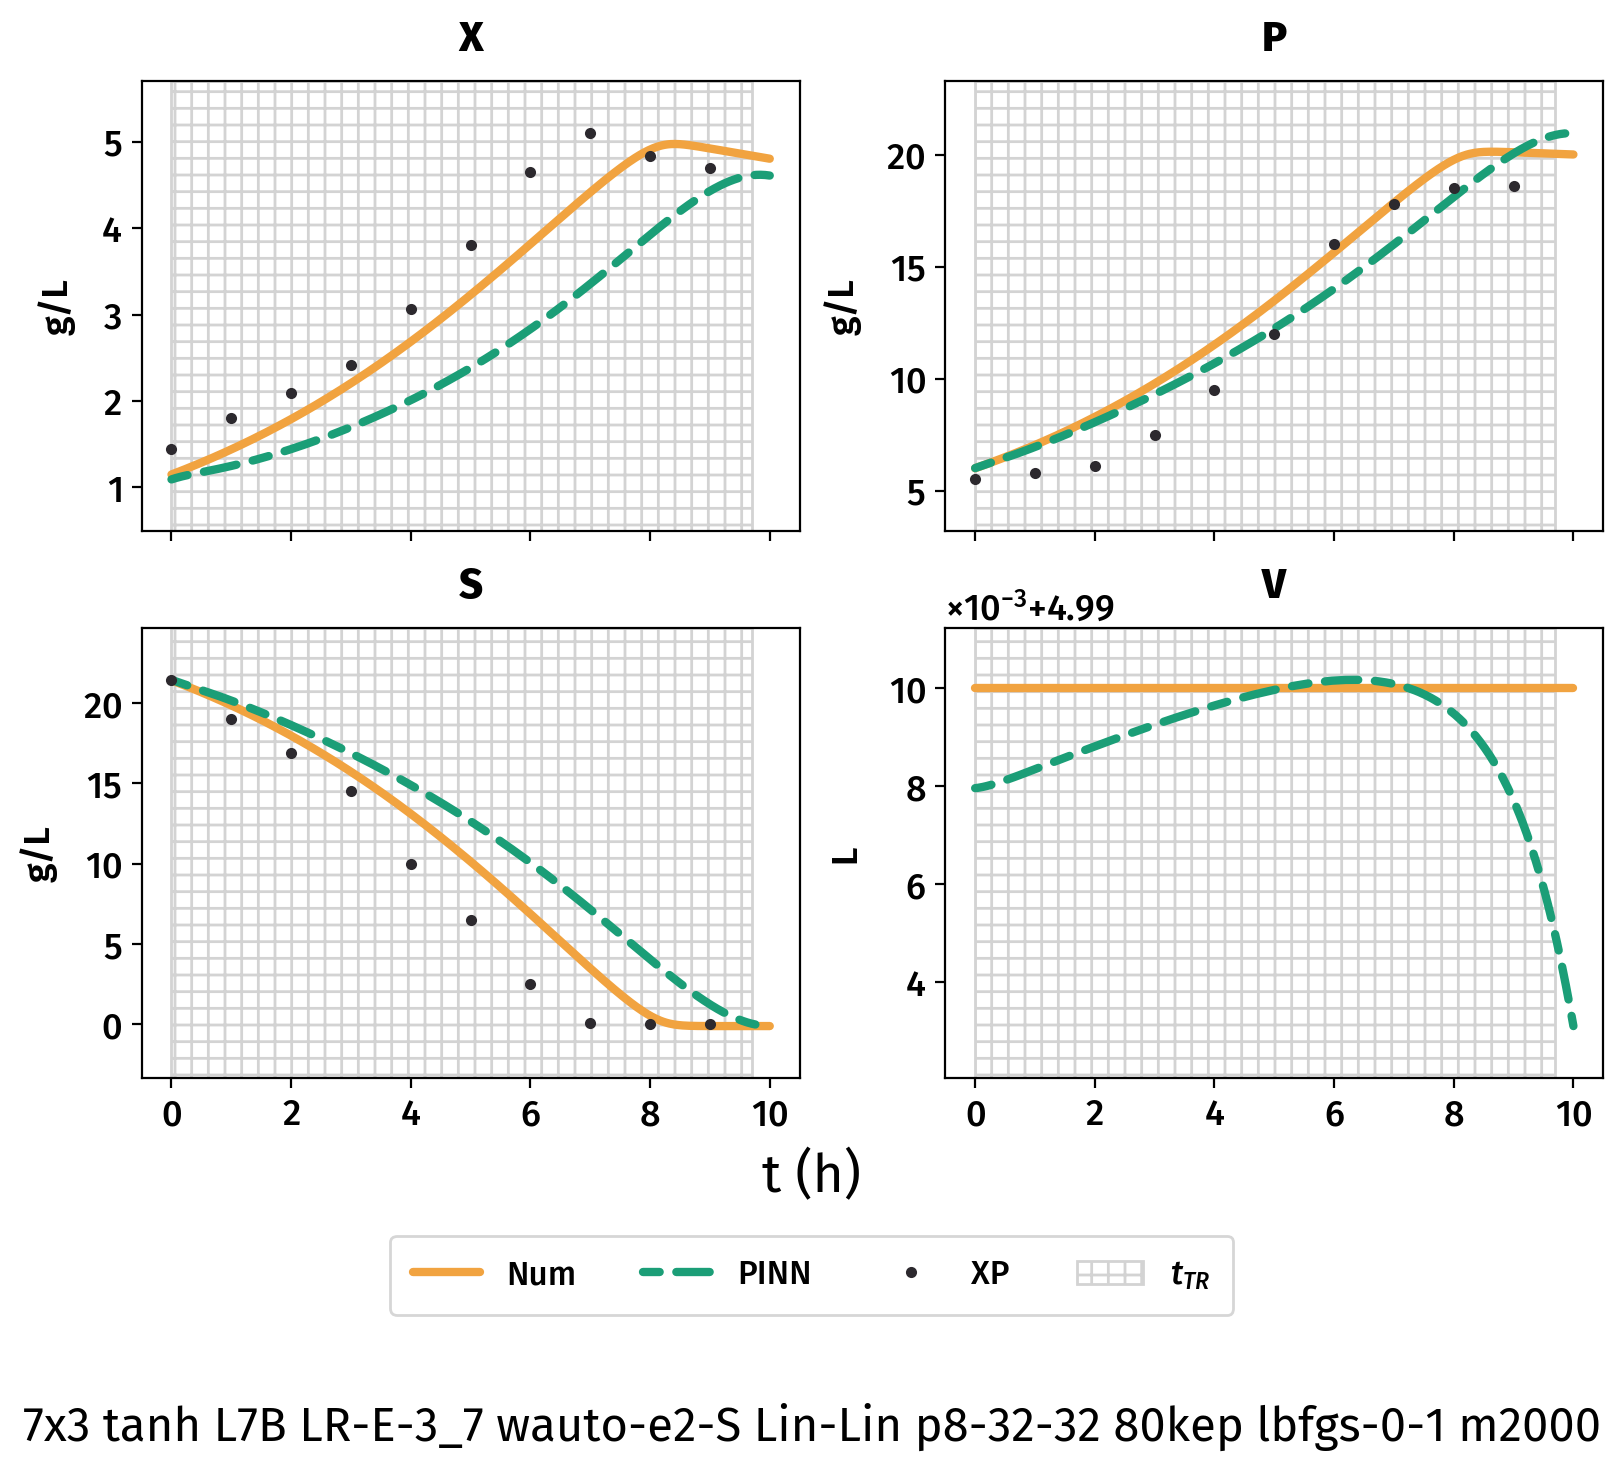 X
P
5
4
3
2
1
g/L
20
15
10
5
g/L
S
V
×10⁻³+4.99
20
15
10
5
0
g/L
10
8
6
4
L
0 2 4 6 8 10
0 2 4 6 8 10
t (h)
Num PINN XP t_TR
7x3 tanh L7B LR-E-3_7 wauto-e2-S Lin-Lin p8-32-32 80kep lbfgs-0-1 m2000